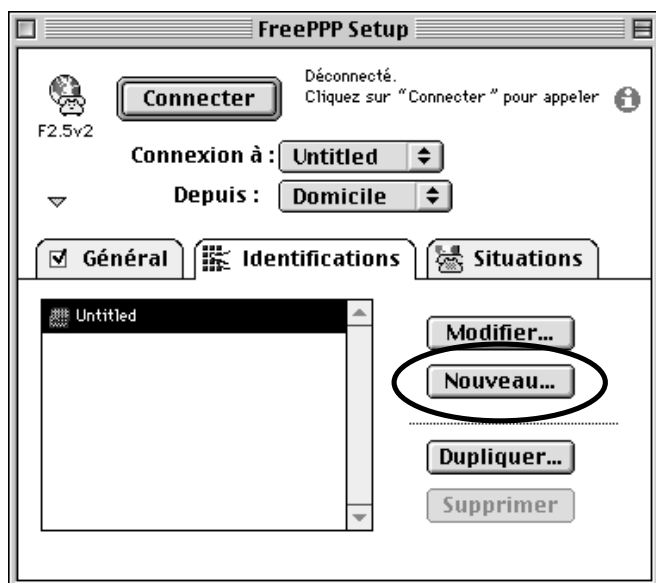 FreePPP Setup
Déconnecté.
Connecter
Cliquez sur “Connecter” pour appeler
F2.5v2
Connexion à : Untitled
Depuis : Domicile
Général Identifications Situations
Untitled
Modifier...
Nouveau...
Dupliquer...
Supprimer